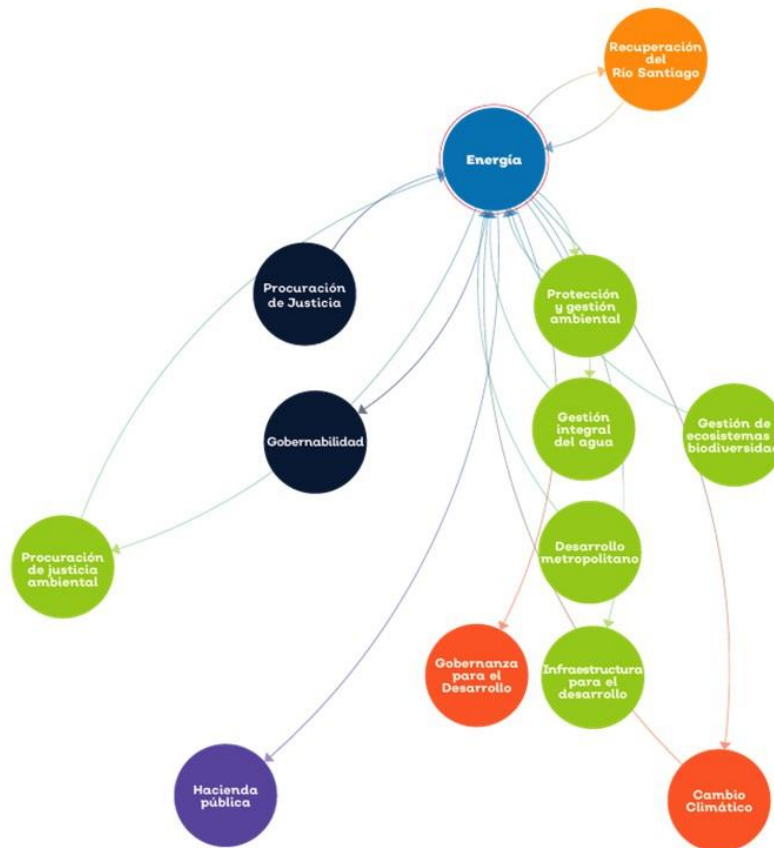 Recuperación
del
Río Santiago
Energía
Procuración
de Justicia
Protección
y gestión
ambiental
Gobernabilidad
Gestión
integral
del agua
Gestión de
ecosistemas
biodiversidad
Procuración
de justicia
ambiental
Desarrollo
metropolitano
Gobernanza
para el
Desarrollo
Infraestructura
para el
desarrollo
Hacienda
pública
Cambio
Climático